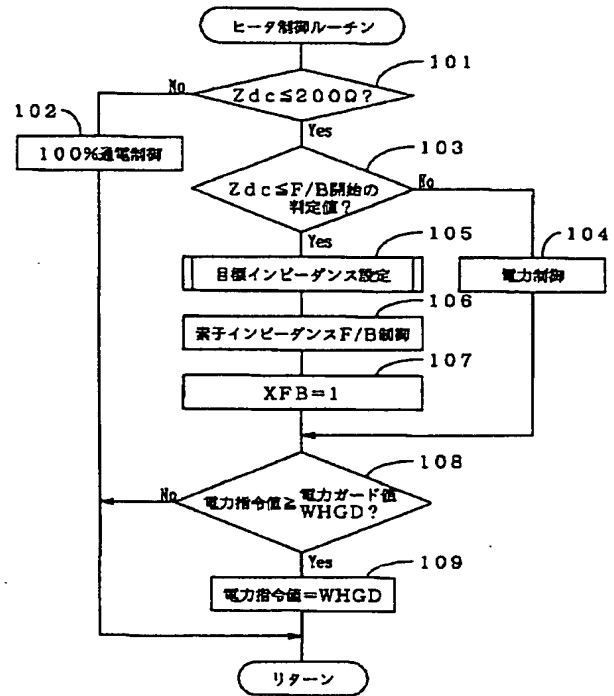 ヒータ制御ルーチン
101
Zdc≦200Ω?
No
102
Yes
100%通電制御
103
Zdc≦F/B開始の
判定値?
No
Yes
105
104
目標インピーダンス設定
電力制御
106
素子インピーダンスF/B制御
107
XFB=1
108
電力指令値≧電力ガード値
WHGD?
No
Yes
109
電力指令値=WHGD
リターン